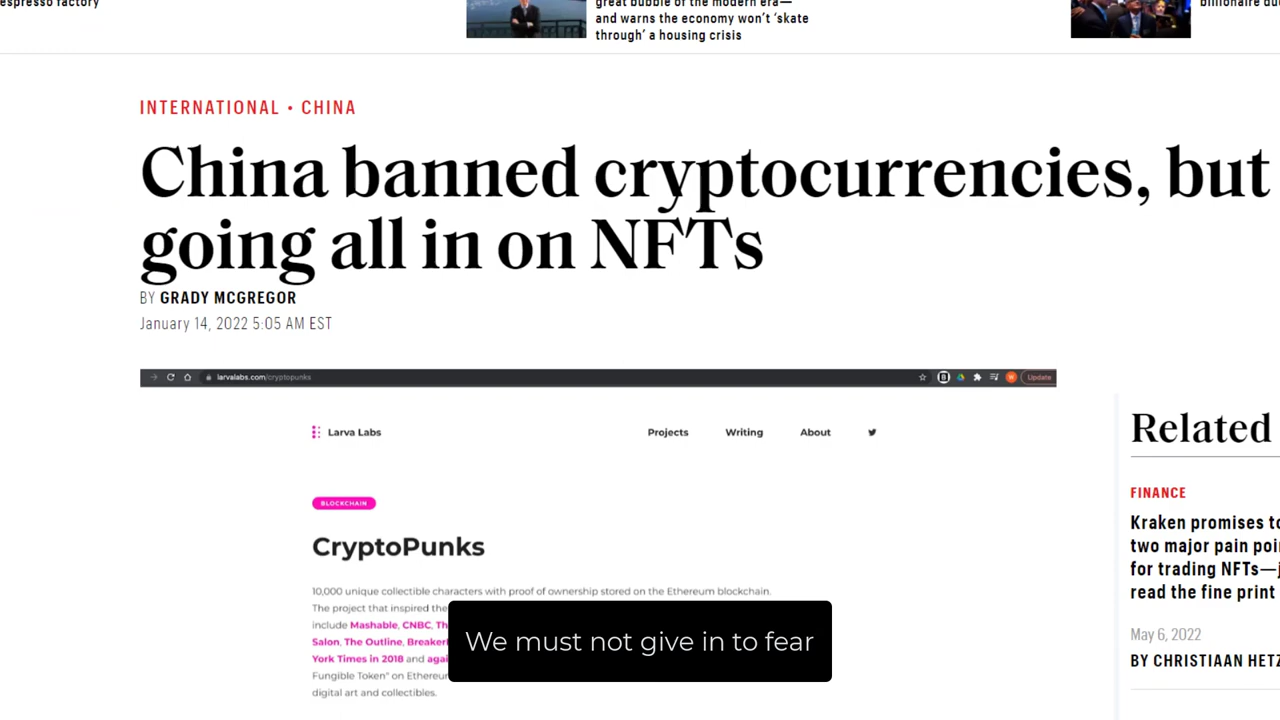 espresso factory
great bubble of the modern era—
and warns the economy won't 'skate
through' a housing crisis
INTERNATIONAL • CHINA
China banned cryptocurrencies, but
going all in on NFTs
BY GRADY MCGREGOR
January 14, 2022 5:05 AM EST
larvalabs.com/cryptopunks
Update
Larva Labs
Projects
Writing
About
BLOCKCHAIN
CryptoPunks
10,000 unique collectible characters with proof of ownership stored on the Ethereum blockchain.
The project that inspired the
include Mashable, CNBC, Th
Salon, The Outline, Breaker
York Times in 2018 and agai
Fungible Token" on Ethereu
digital art and collectibles.
We must not give in to fear
Related
FINANCE
Kraken promises to
two major pain poi
for trading NFTs—j
read the fine print
May 6, 2022
BY CHRISTIAAN HETZ